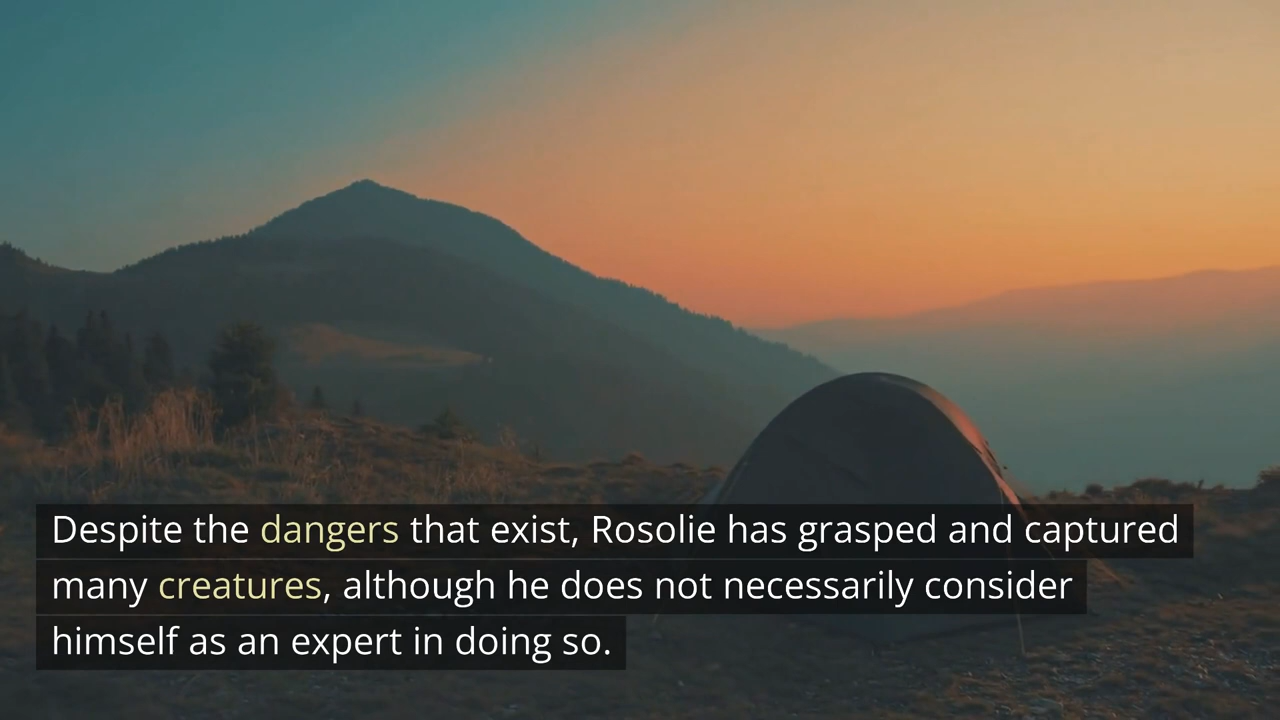 Despite the dangers that exist, Rosolie has grasped and captured
many creatures, although he does not necessarily consider
himself as an expert in doing so.